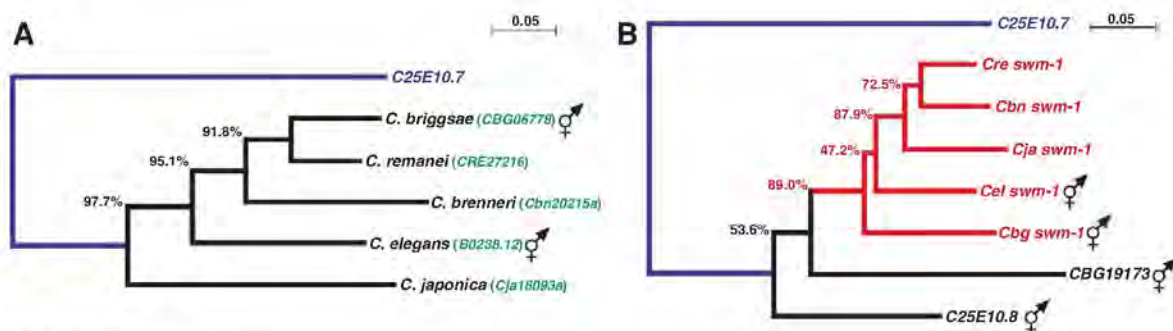 A
0.05
C25E10.7
C. briggsae (CBG06778)
91.8%
C. remanei (CRE27216)
95.1%
C. brenneri (Cbn20215a)
97.7%
C. elegans (B0238.12)
C. japonica (Cja18093a)
B
C25E10.7
0.05
Cre swm-1
72.5%
Cbn swm-1
87.9%
Cja swm-1
47.2%
Cel swm-1
89.0%
Cbg swm-1
53.6%
CBG19173
C25E10.8